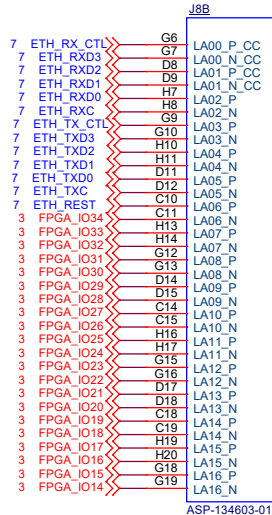 J8B
7 ETH_RX_CTL G6 LA00_P_CC
7 ETH_RXD3 G7 LA00_N_CC
7 ETH_RXD2 D8 LA01_P_CC
7 ETH_RXD1 D9 LA01_N_CC
7 ETH_RXD0 H7 LA02_P
7 ETH_RXC H8 LA02_N
7 ETH_TX_CTL G9 LA03_P
7 ETH_TXD3 G10 LA03_N
7 ETH_TXD2 H10 LA04_P
7 ETH_TXD1 H11 LA04_N
7 ETH_TXD0 D11 LA05_P
7 ETH_TXC D12 LA05_N
7 ETH_REST C10 LA06_P
3 FPGA_IO34 C11 LA06_N
3 FPGA_IO33 H13 LA07_P
3 FPGA_IO32 H14 LA07_N
3 FPGA_IO31 G12 LA08_P
3 FPGA_IO30 G13 LA08_N
3 FPGA_IO29 D14 LA09_P
3 FPGA_IO28 D15 LA09_N
3 FPGA_IO27 C14 LA10_P
3 FPGA_IO26 C15 LA10_N
3 FPGA_IO25 H16 LA11_P
3 FPGA_IO24 H17 LA11_N
3 FPGA_IO23 G15 LA12_P
3 FPGA_IO22 G16 LA12_N
3 FPGA_IO21 D17 LA13_P
3 FPGA_IO20 D18 LA13_N
3 FPGA_IO19 C18 LA14_P
3 FPGA_IO18 C19 LA14_N
3 FPGA_IO17 H19 LA15_P
3 FPGA_IO16 H20 LA15_N
3 FPGA_IO15 G18 LA16_P
3 FPGA_IO14 G19 LA16_N
ASP-134603-01